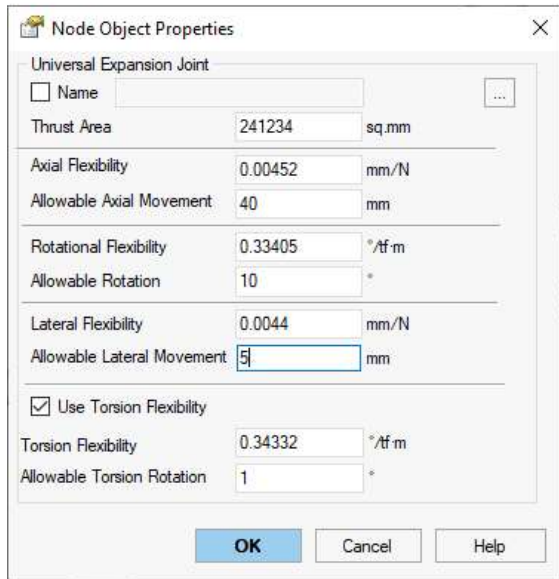 Node Object Properties
Universal Expansion Joint
Name ...
Thrust Area 241234 sq.mm
Axial Flexibility 0.00452 mm/N
Allowable Axial Movement 40 mm
Rotational Flexibility 0.33405 °/tf·m
Allowable Rotation 10 °
Lateral Flexibility 0.0044 mm/N
Allowable Lateral Movement 5 mm
Use Torsion Flexibility
Torsion Flexibility 0.34332 °/tf·m
Allowable Torsion Rotation 1 °
OK Cancel Help